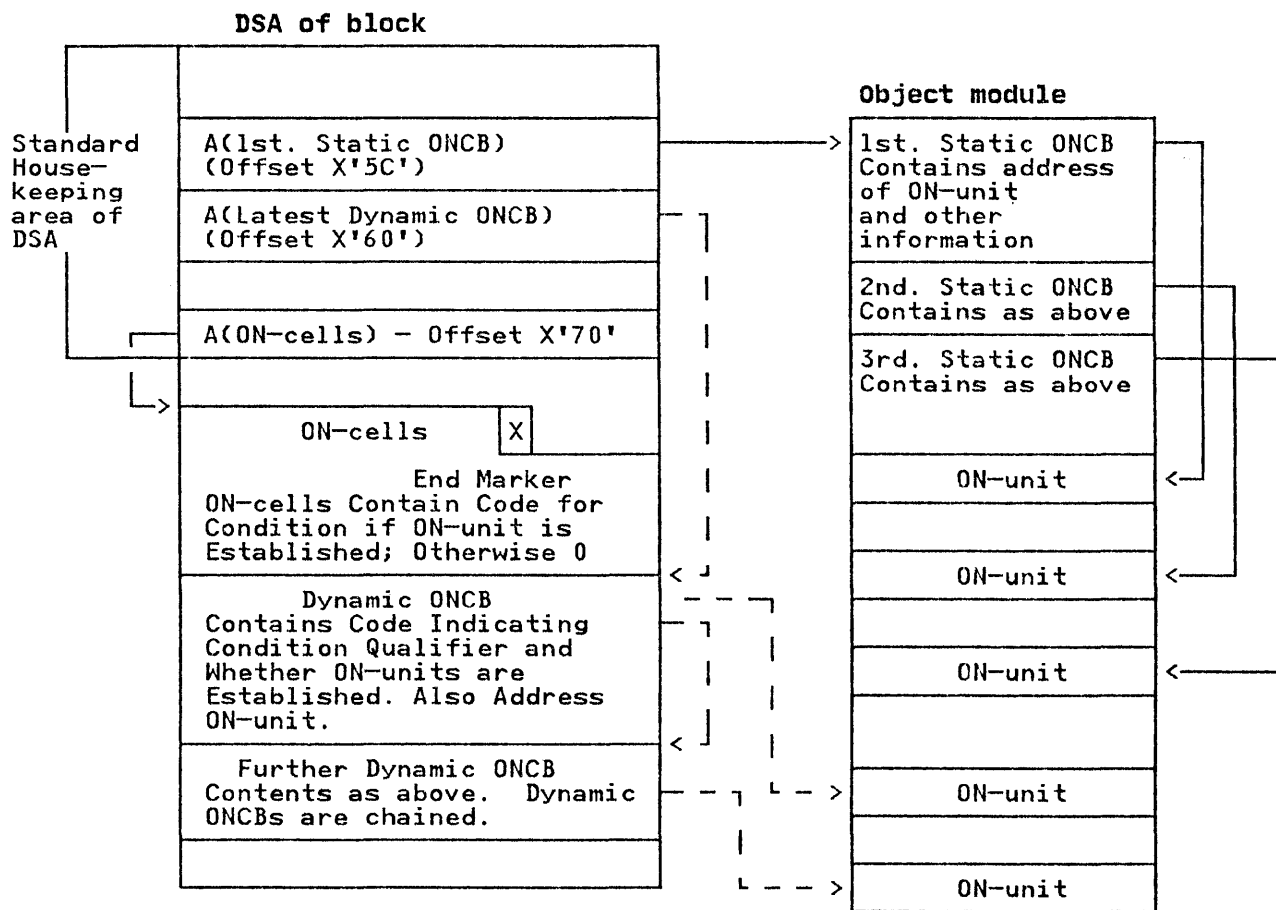 DSA of block
Standard
House—
keeping
area of
DSA
A(1st. Static ONCB)
(Offset X'5C')
A(Latest Dynamic ONCB)
(Offset X'60')
A(ON—cells) — Offset X'70'
ON—cells X
End Marker
ON—cells Contain Code for
Condition if ON—unit is
Established; Otherwise 0
Dynamic ONCB
Contains Code Indicating
Condition Qualifier and
Whether ON—units are
Established. Also Address
ON—unit.
Further Dynamic ONCB
Contents as above. Dynamic
ONCBs are chained.
Object module
1st. Static ONCB
Contains address
of ON—unit
and other
information
2nd. Static ONCB
Contains as above
3rd. Static ONCB
Contains as above
ON—unit
ON—unit
ON—unit
ON—unit
ON—unit